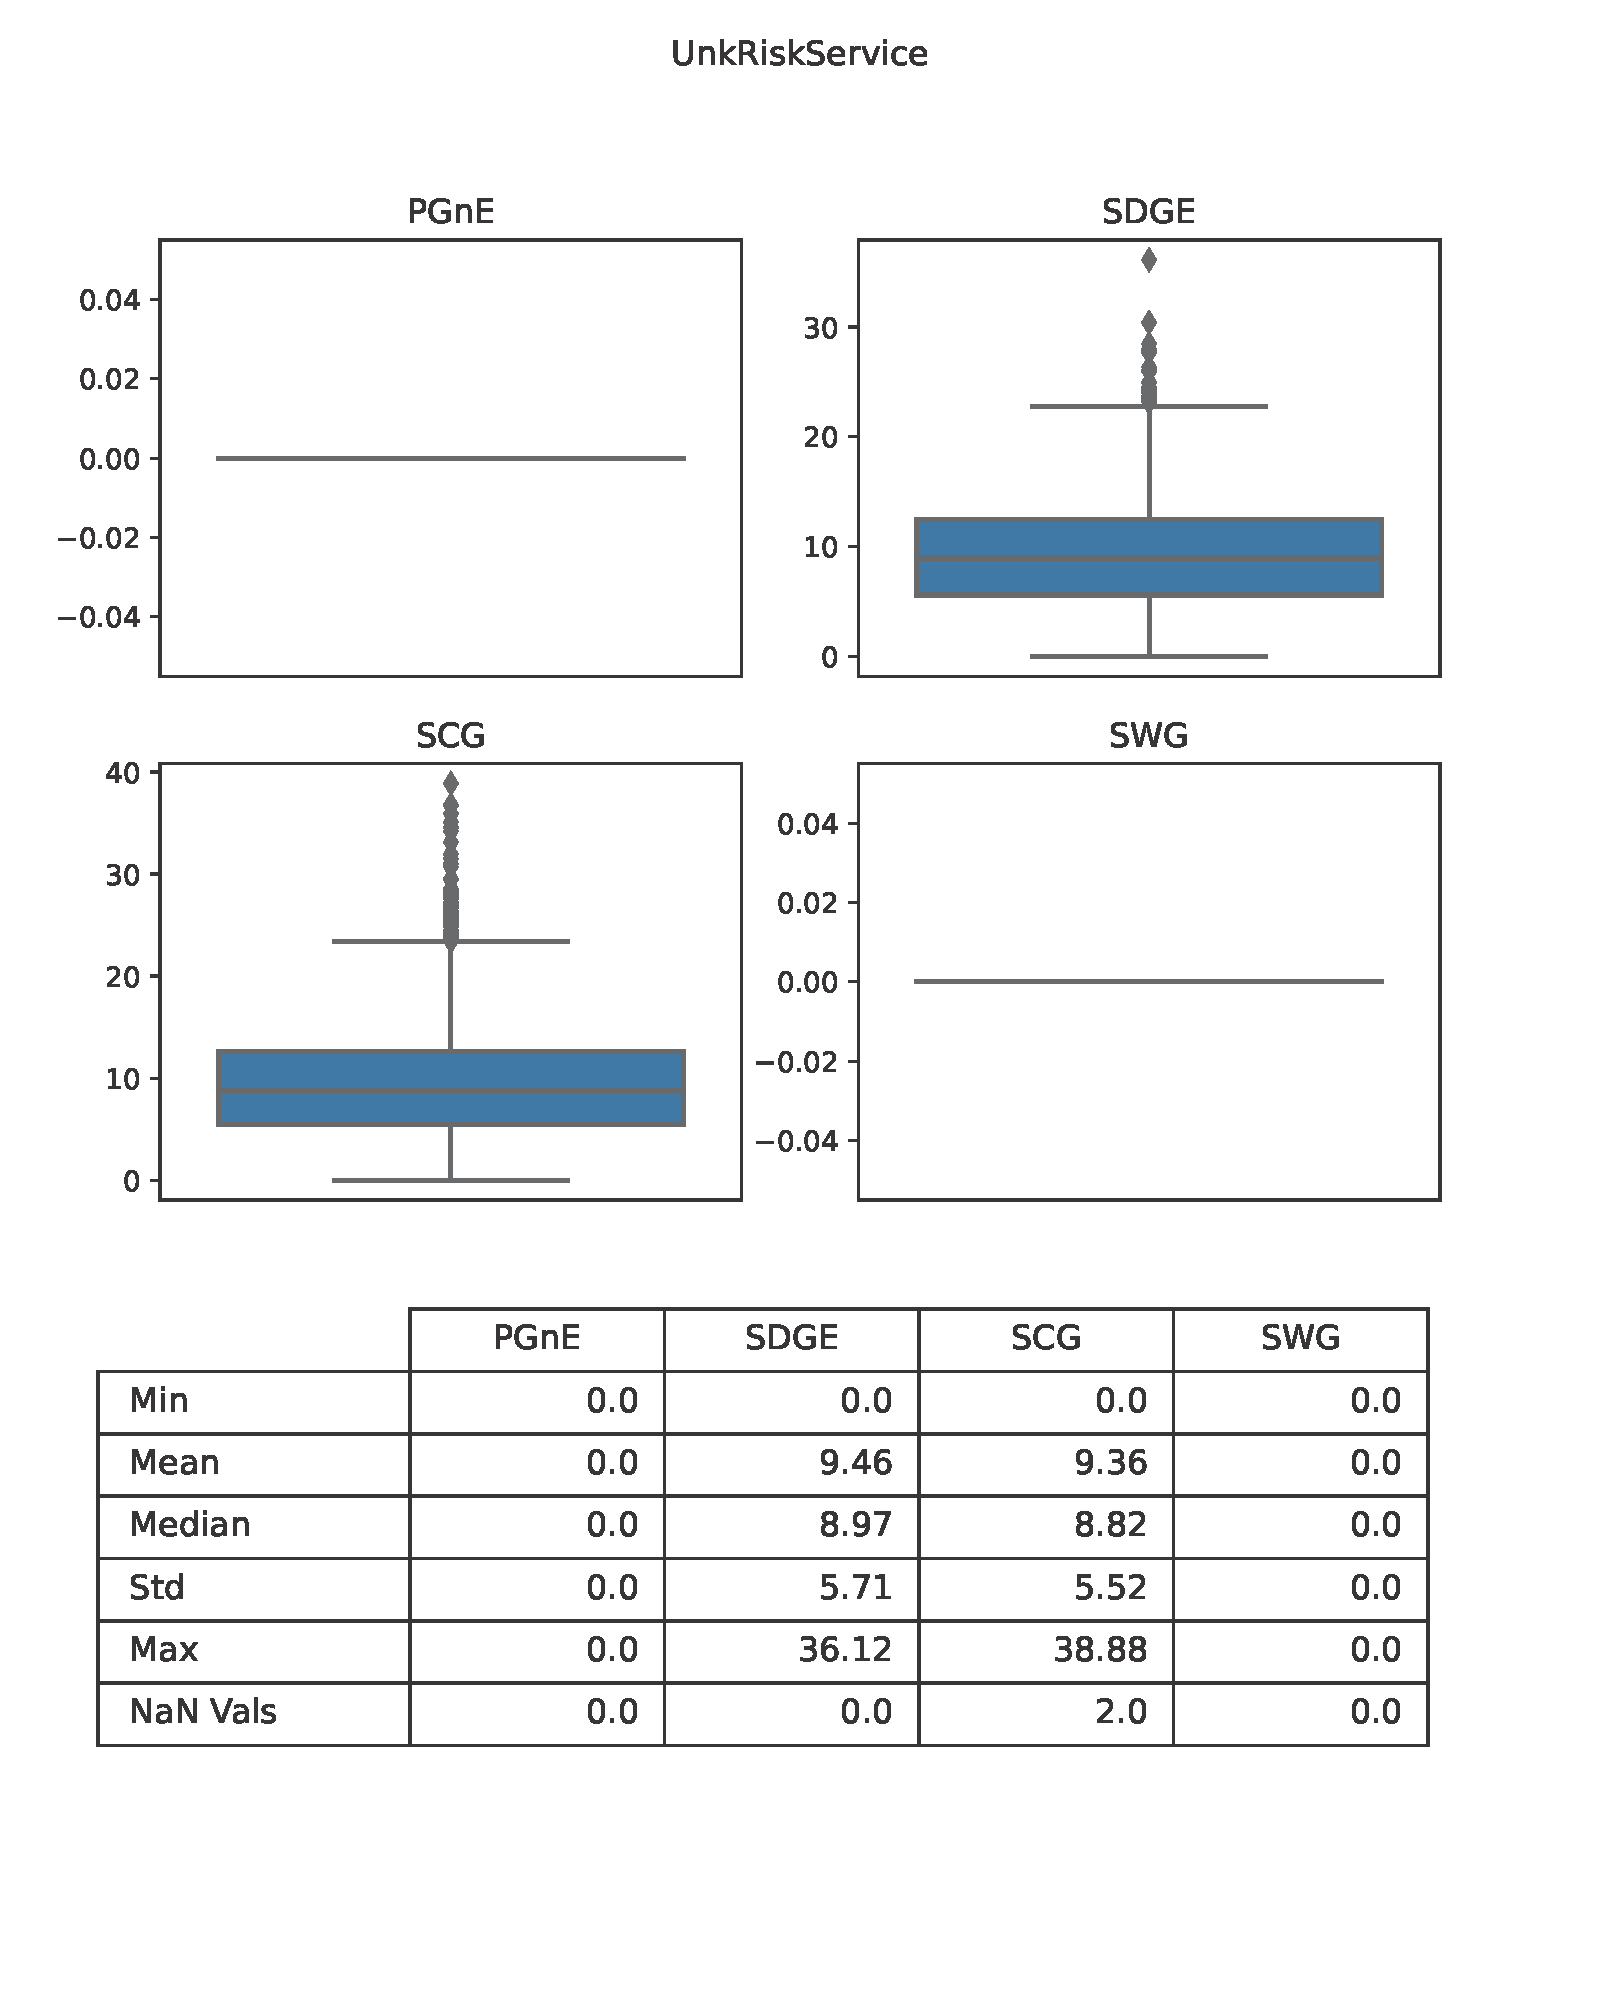 UnkRiskService
PGnE
0.04
0.02
0.00
−0.02
−0.04
SDGE
30
20
10
0
SCG
40
30
20
10
0
SWG
0.04
0.02
0.00
−0.02
−0.04
PGnE SDGE SCG SWG
Min 0.0 0.0 0.0 0.0
Mean 0.0 9.46 9.36 0.0
Median 0.0 8.97 8.82 0.0
Std 0.0 5.71 5.52 0.0
Max 0.0 36.12 38.88 0.0
NaN Vals 0.0 0.0 2.0 0.0